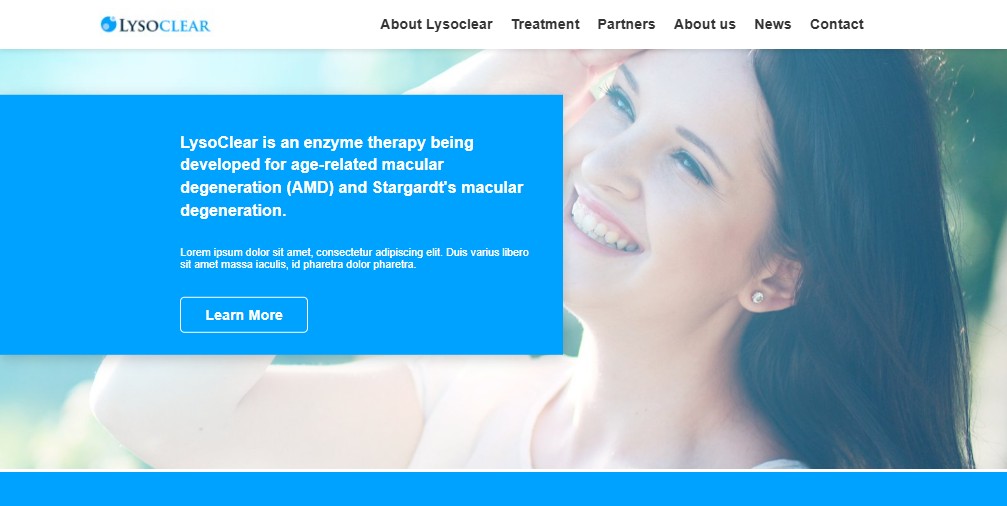 LYSOCLEAR
About Lysoclear Treatment Partners About us News Contact
LysoClear is an enzyme therapy being
developed for age-related macular
degeneration (AMD) and Stargardt's macular
degeneration.
Lorem ipsum dolor sit amet, consectetur adipiscing elit. Duis varius libero
sit amet massa iaculis, id pharetra dolor pharetra.
Learn More